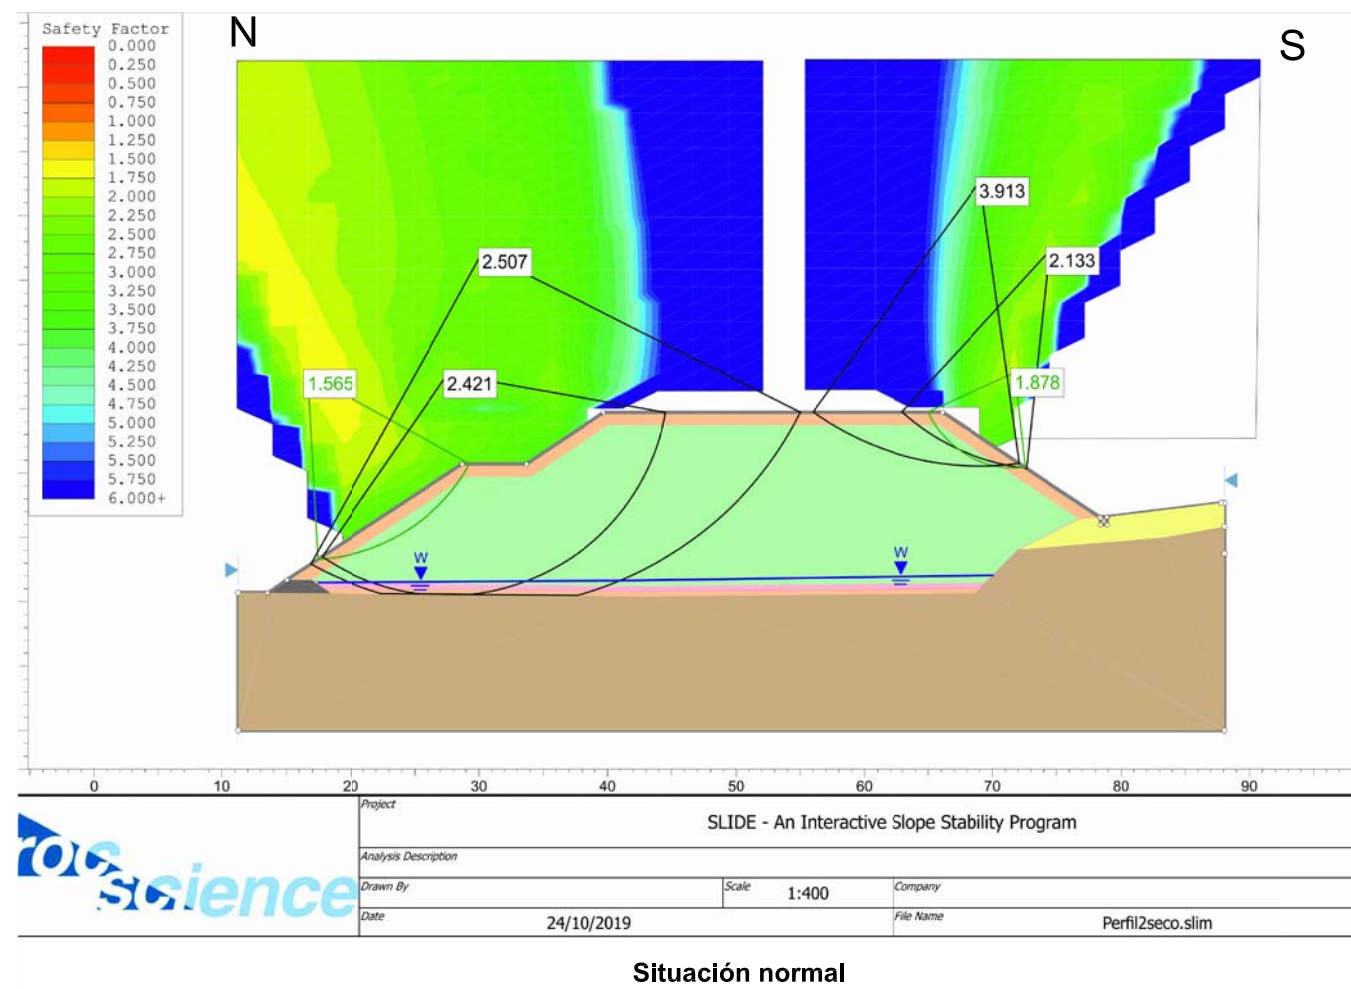 N
S
Safety Factor
0.000
0.250
0.500
0.750
1.000
1.250
1.500
1.750
2.000
2.250
2.500
2.750
3.000
3.250
3.500
3.750
4.000
4.250
4.500
4.750
5.000
5.250
5.500
5.750
6.000+
3.913
2.507
2.133
1.565
2.421
1.878
W
W
0 10 20 30 40 50 60 70 80 90
rocscience
Project
SLIDE - An Interactive Slope Stability Program
Analysis Description
Drawn By
Scale 1:400
Company
Date 24/10/2019
File Name Perfil2seco.slim
Situación normal